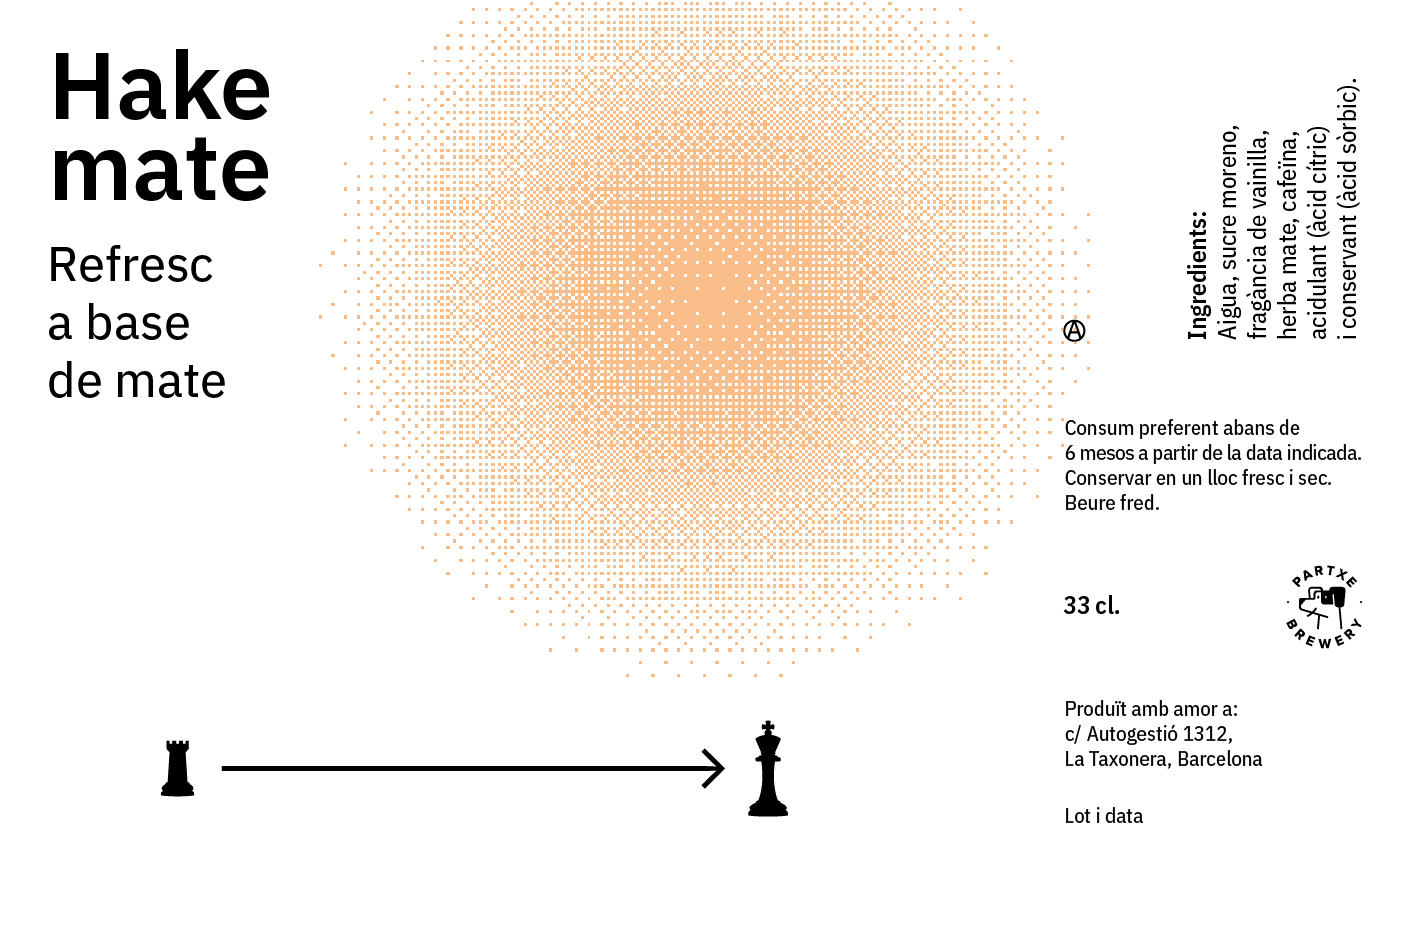 Hake
mate
Refresc
a base
de mate
Ingredients:
Aigua, sucre moreno,
fragància de vainilla,
herba mate, cafeïna,
acidulant (àcid cítric)
i conservant (àcid sòrbic).
Consum preferent abans de
6 mesos a partir de la data indicada.
Conservar en un lloc fresc i sec.
Beure fred.
33 cl.
PARTXE
BREWERY
Produït amb amor a:
c/ Autogestió 1312,
La Taxonera, Barcelona
Lot i data